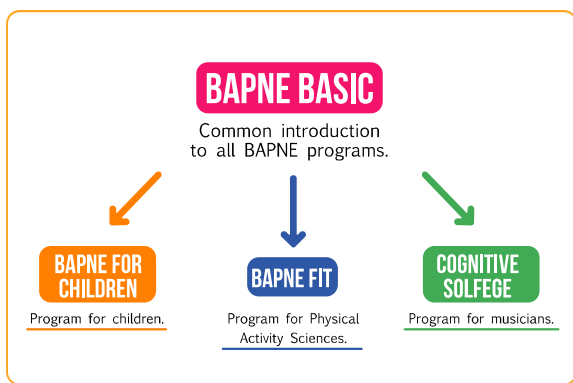 BAPNE BASIC
Common introduction
to all BAPNE programs.
BAPNE FOR
CHILDREN
Program for children.
BAPNE FIT
Program for Physical
Activity Sciences.
COGNITIVE
SOLFEGE
Program for musicians.